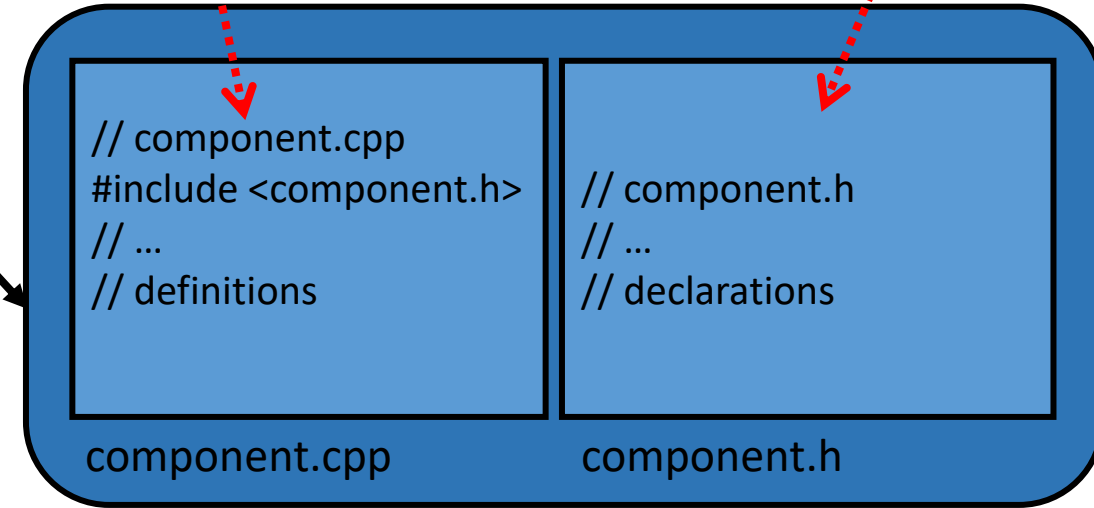 // component.cpp
#include <component.h>
// …
// definitions
component.cpp
// component.h
// …
// declarations
component.h